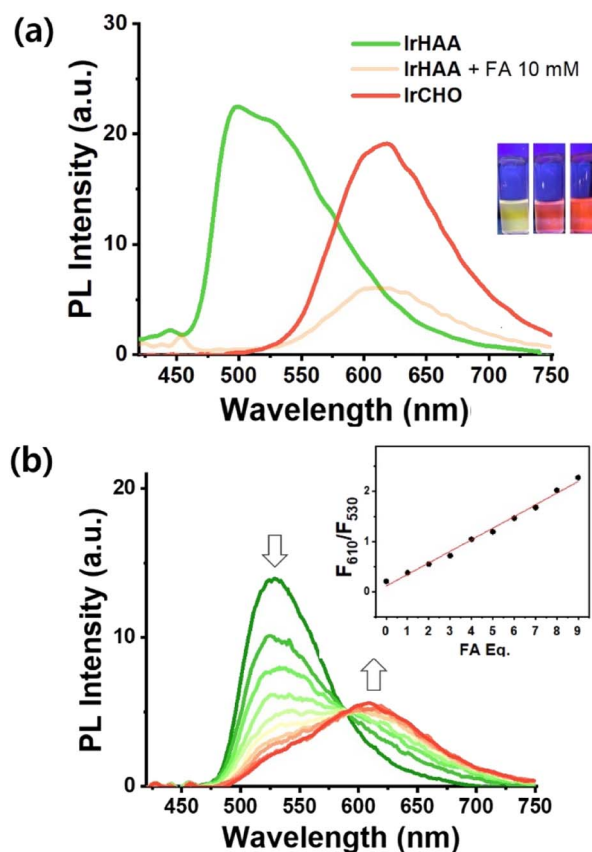 (a)
30
20
10
0
PL Intensity (a.u.)
IrHAA
IrHAA + FA 10 mM
IrCHO
450 500 550 600 650 700 750
Wavelength (nm)
(b)
20
10
0
PL Intensity (a.u.)
2
1
0
F610/F530
0 1 2 3 4 5 6 7 8 9
FA Eq.
450 500 550 600 650 700 750
Wavelength (nm)